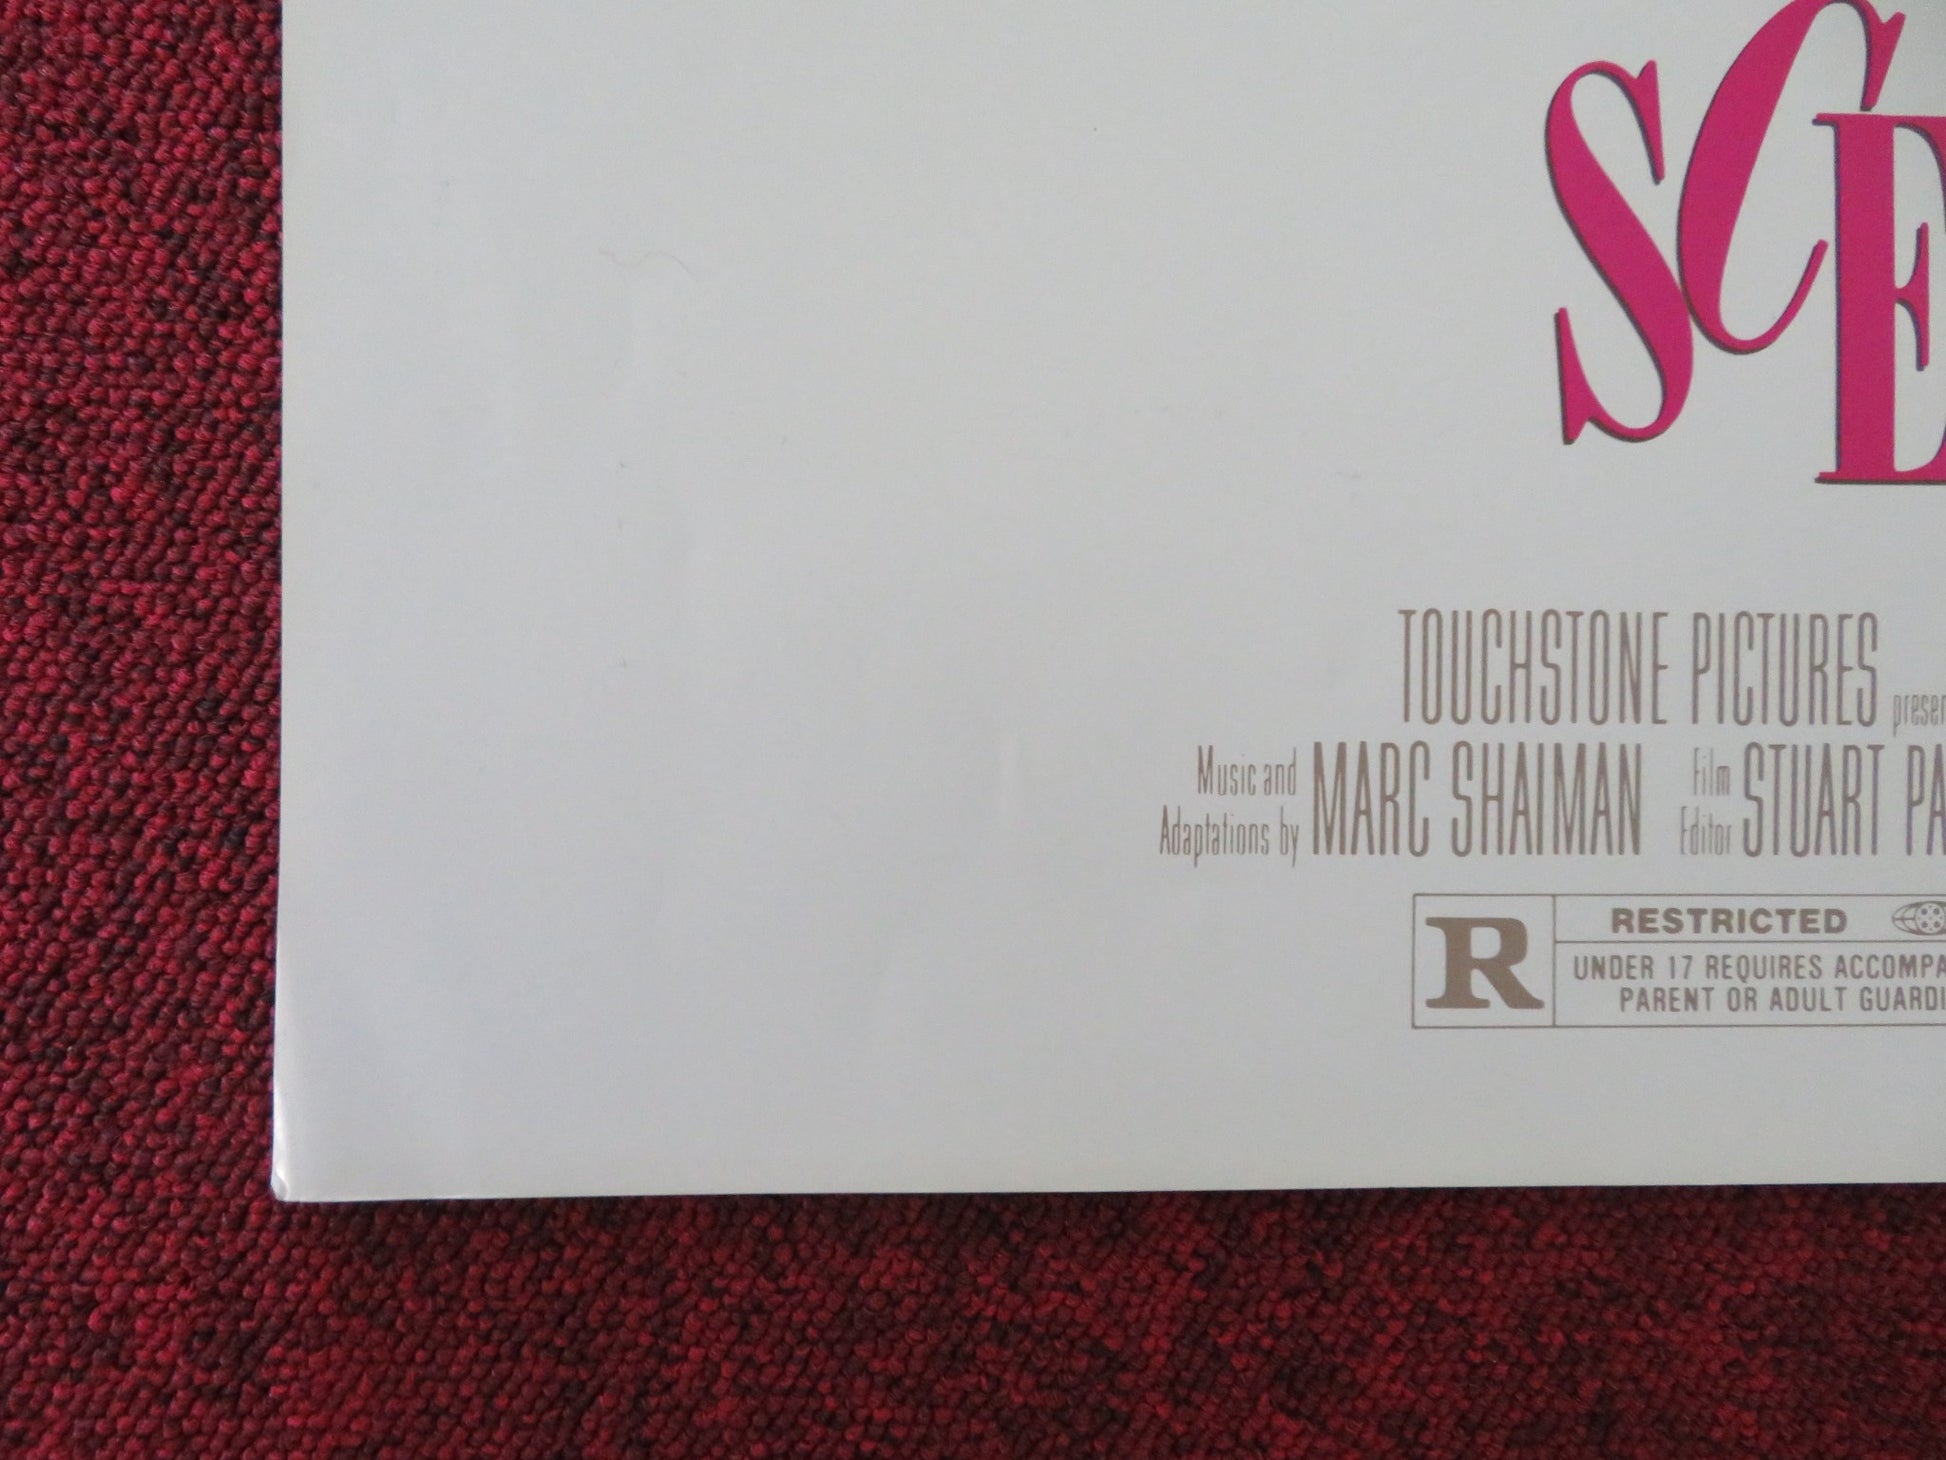 SCE
TOUCHSTONE PICTURES presen
Music and Adaptations by MARC SHAIMAN Film Editor STUART PA
R RESTRICTED
UNDER 17 REQUIRES ACCOMPA
PARENT OR ADULT GUARDI